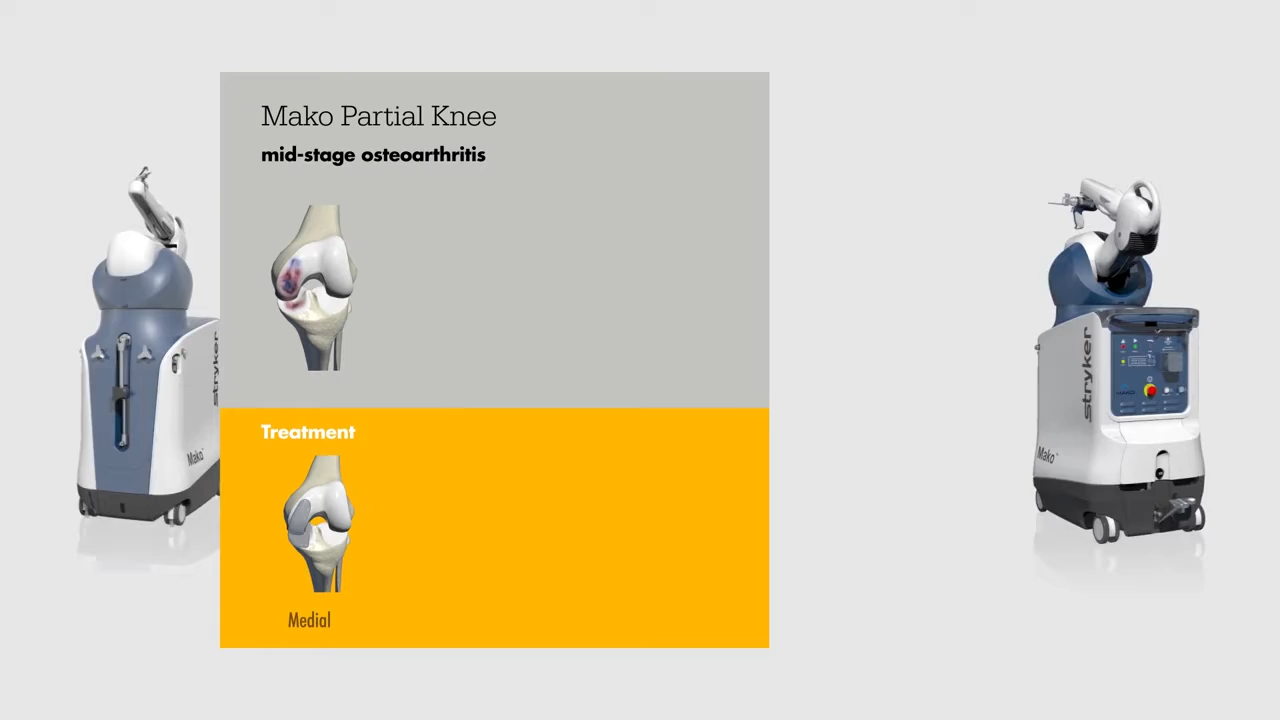 Mako Partial Knee
mid-stage osteoarthritis
Treatment
Medial
stryker
Mako
stryker
Mako